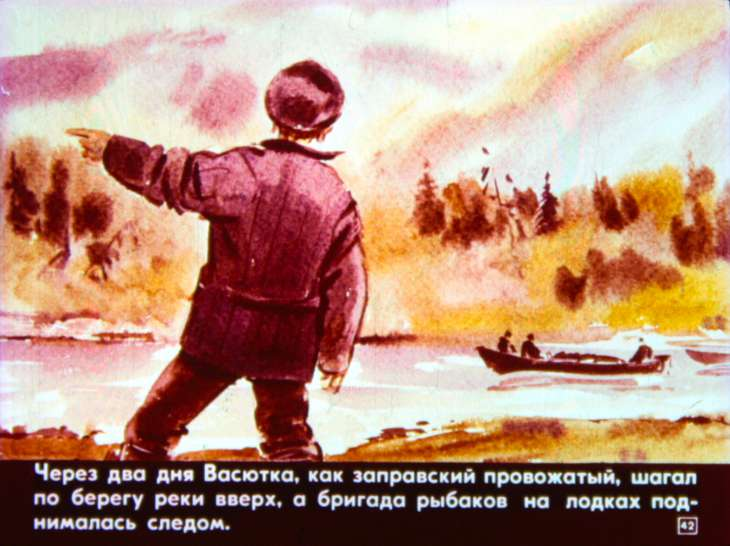 Через два дня Васютка, как заправский провожатый, шагал
по берегу реки вверх, а бригада рыбаков на лодках под-
нималась следом.
42